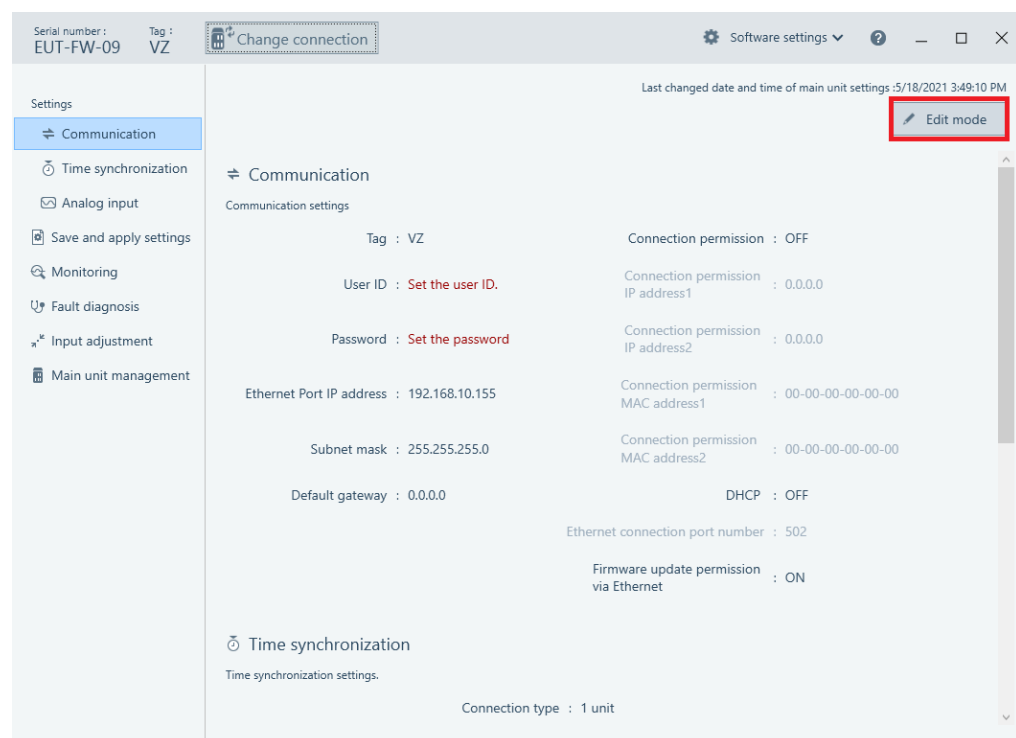 Serial number :
EUT-FW-09
Tag :
VZ
Change connection
Software settings
?
Last changed date and time of main unit settings :5/18/2021 3:49:10 PM
Edit mode
Settings
Communication
Time synchronization
Analog input
Save and apply settings
Monitoring
Fault diagnosis
Input adjustment
Main unit management
Communication
Communication settings
Tag : VZ
Connection permission : OFF
User ID : Set the user ID.
Connection permission
IP address1 : 0.0.0.0
Password : Set the password
Connection permission
IP address2 : 0.0.0.0
Ethernet Port IP address : 192.168.10.155
Connection permission
MAC address1 : 00-00-00-00-00-00
Subnet mask : 255.255.255.0
Connection permission
MAC address2 : 00-00-00-00-00-00
Default gateway : 0.0.0.0
DHCP : OFF
Ethernet connection port number : 502
Firmware update permission
via Ethernet : ON
Time synchronization
Time synchronization settings.
Connection type : 1 unit